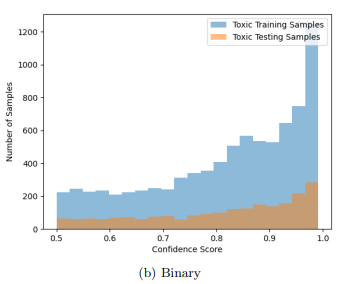 Toxic Training Samples
Toxic Testing Samples
1200
1000
800
600
400
200
0
Number of Samples
0.5 0.6 0.7 0.8 0.9 1.0
Confidence Score
(b) Binary